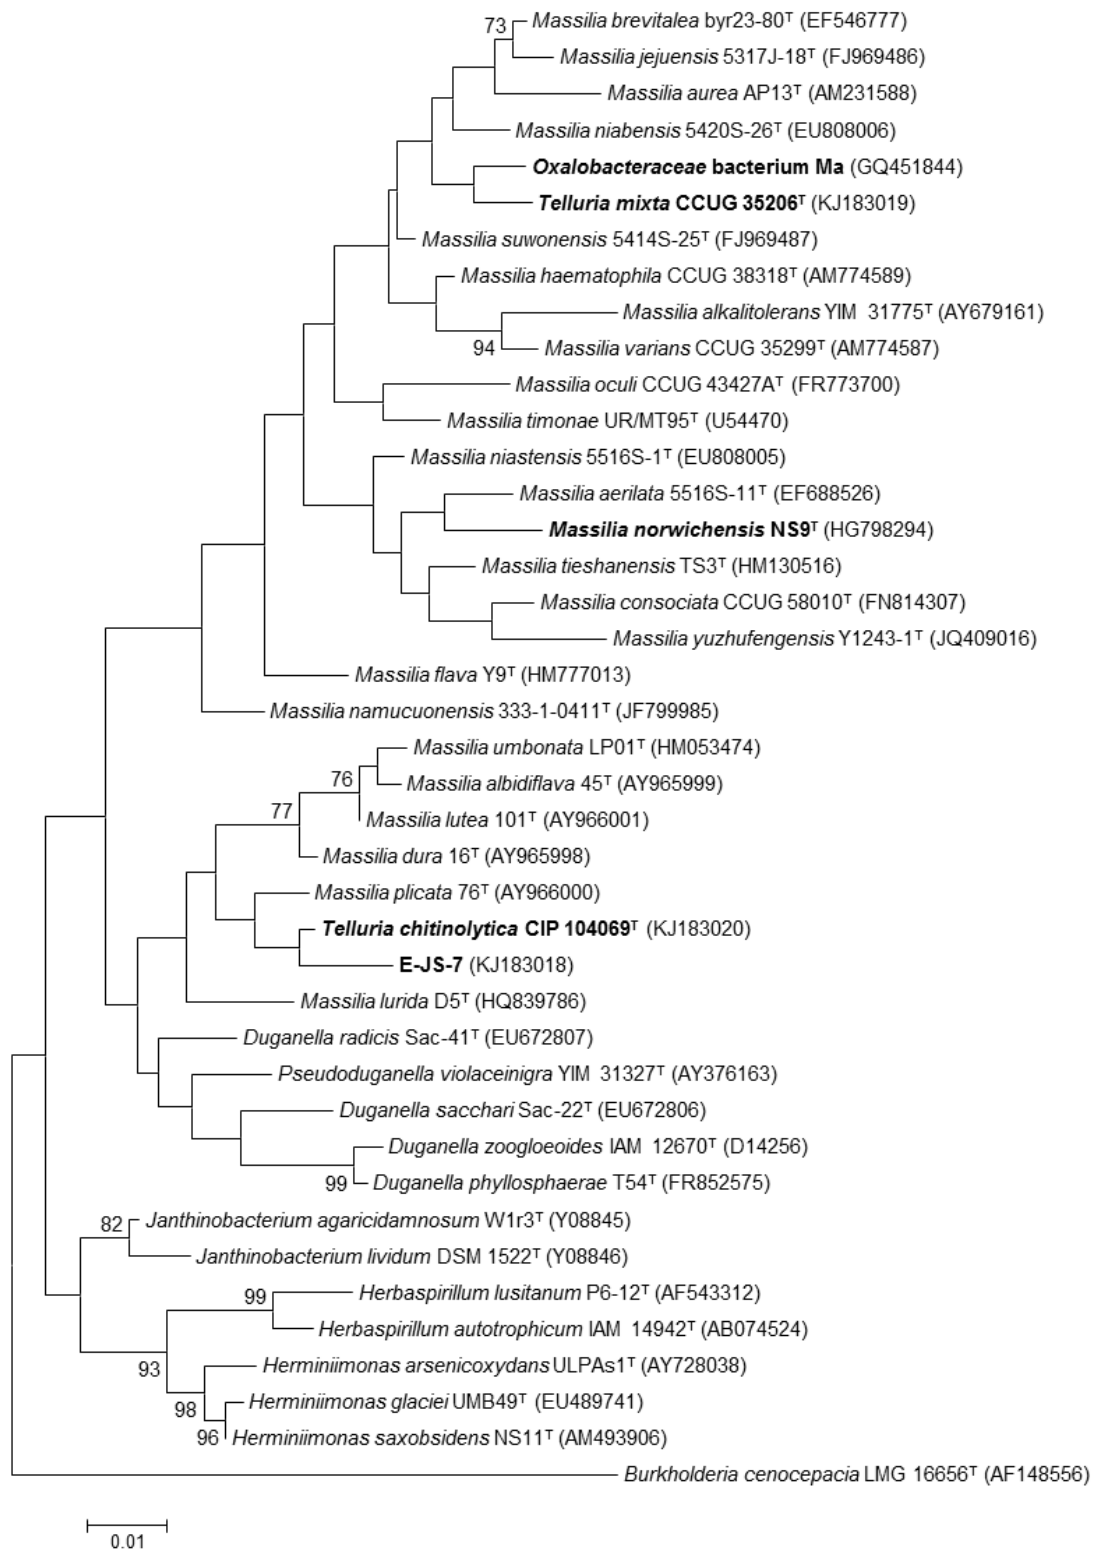 73
Massilia brevitalea byr23-80ᵀ (EF546777)
Massilia jejuensis 5317J-18ᵀ (FJ969486)
Massilia aurea AP13ᵀ (AM231588)
Massilia niabensis 5420S-26ᵀ (EU808006)
Oxalobacteraceae bacterium Ma (GQ451844)
Telluria mixta CCUG 35206ᵀ (KJ183019)
Massilia suwonensis 5414S-25ᵀ (FJ969487)
Massilia haematophila CCUG 38318ᵀ (AM774589)
Massilia alkalitolerans YIM 31775ᵀ (AY679161)
94
Massilia varians CCUG 35299ᵀ (AM774587)
Massilia oculi CCUG 43427Aᵀ (FR773700)
Massilia timonae UR/MT95ᵀ (U54470)
Massilia niastensis 5516S-1ᵀ (EU808005)
Massilia aerilata 5516S-11ᵀ (EF688526)
Massilia norwichensis NS9ᵀ (HG798294)
Massilia tieshanensis TS3ᵀ (HM130516)
Massilia consociata CCUG 58010ᵀ (FN814307)
Massilia yuzhufengensis Y1243-1ᵀ (JQ409016)
Massilia flava Y9ᵀ (HM777013)
Massilia namucuonensis 333-1-0411ᵀ (JF799985)
Massilia umbonata LP01ᵀ (HM053474)
76
Massilia albidiflava 45ᵀ (AY965999)
77
Massilia lutea 101ᵀ (AY966001)
Massilia dura 16ᵀ (AY965998)
Massilia plicata 76ᵀ (AY966000)
Telluria chitinolytica CIP 104069ᵀ (KJ183020)
E-JS-7 (KJ183018)
Massilia lurida D5ᵀ (HQ839786)
Duganella radicis Sac-41ᵀ (EU672807)
Pseudoduganella violaceinigra YIM 31327ᵀ (AY376163)
Duganella sacchari Sac-22ᵀ (EU672806)
Duganella zoogloeoides IAM 12670ᵀ (D14256)
99
Duganella phyllosphaerae T54ᵀ (FR852575)
82
Janthinobacterium agaricidamnosum W1r3ᵀ (Y08845)
Janthinobacterium lividum DSM 1522ᵀ (Y08846)
99
Herbaspirillum lusitanum P6-12ᵀ (AF543312)
Herbaspirillum autotrophicum IAM 14942ᵀ (AB074524)
93
Herminiimonas arsenicoxydans ULPAs1ᵀ (AY728038)
98
Herminiimonas glaciei UMB49ᵀ (EU489741)
96
Herminiimonas saxobsidens NS11ᵀ (AM493906)
Burkholderia cenocepacia LMG 16656ᵀ (AF148556)
0.01